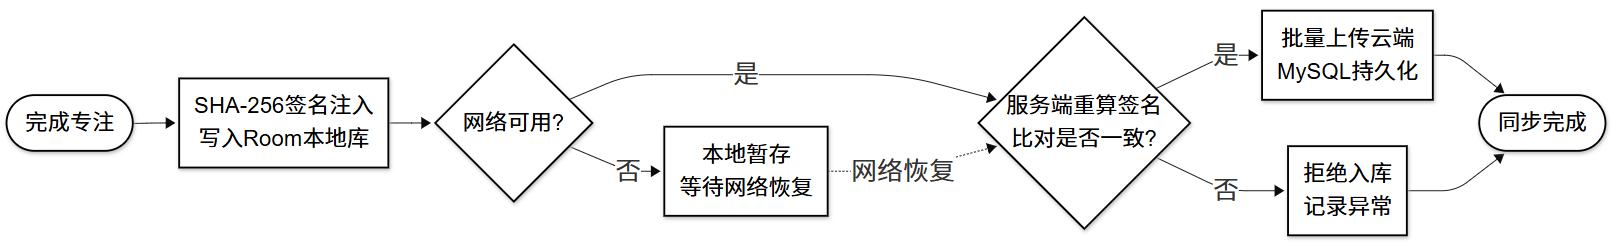 完成专注
SHA-256签名注入
写入Room本地库
网络可用?
是
否
本地暂存
等待网络恢复
网络恢复
服务端重算签名
比对是否一致?
是
批量上传云端
MySQL持久化
否
拒绝入库
记录异常
同步完成